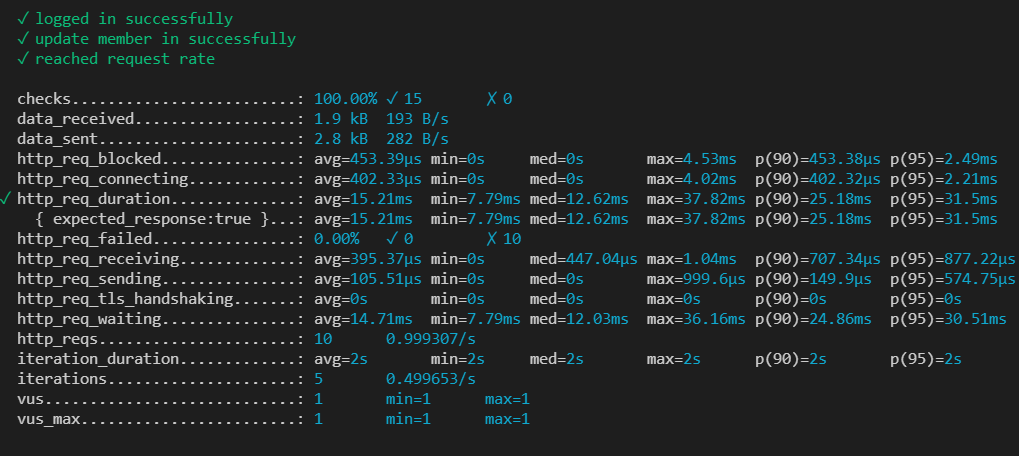 ✓ logged in successfully
✓ update member in successfully
✓ reached request rate
checks.........................: 100.00% ✓ 15 ✗ 0
data_received..................: 1.9 kB 193 B/s
data_sent......................: 2.8 kB 282 B/s
http_req_blocked...............: avg=453.39µs min=0s med=0s max=4.53ms p(90)=453.38µs p(95)=2.49ms
http_req_connecting............: avg=402.33µs min=0s med=0s max=4.02ms p(90)=402.32µs p(95)=2.21ms
✓ http_req_duration..............: avg=15.21ms min=7.79ms med=12.62ms max=37.82ms p(90)=25.18ms p(95)=31.5ms
{ expected_response:true }...: avg=15.21ms min=7.79ms med=12.62ms max=37.82ms p(90)=25.18ms p(95)=31.5ms
http_req_failed................: 0.00% ✓ 0 ✗ 10
http_req_receiving.............: avg=395.37µs min=0s med=447.04µs max=1.04ms p(90)=707.34µs p(95)=877.22µs
http_req_sending...............: avg=105.51µs min=0s med=0s max=999.6µs p(90)=149.9µs p(95)=574.75µs
http_req_tls_handshaking.......: avg=0s min=0s med=0s max=0s p(90)=0s p(95)=0s
http_req_waiting...............: avg=14.71ms min=7.79ms med=12.03ms max=36.16ms p(90)=24.86ms p(95)=30.51ms
http_reqs......................: 10 0.999307/s
iteration_duration.............: avg=2s min=2s med=2s max=2s p(90)=2s p(95)=2s
iterations.....................: 5 0.499653/s
vus............................: 1 min=1 max=1
vus_max........................: 1 min=1 max=1